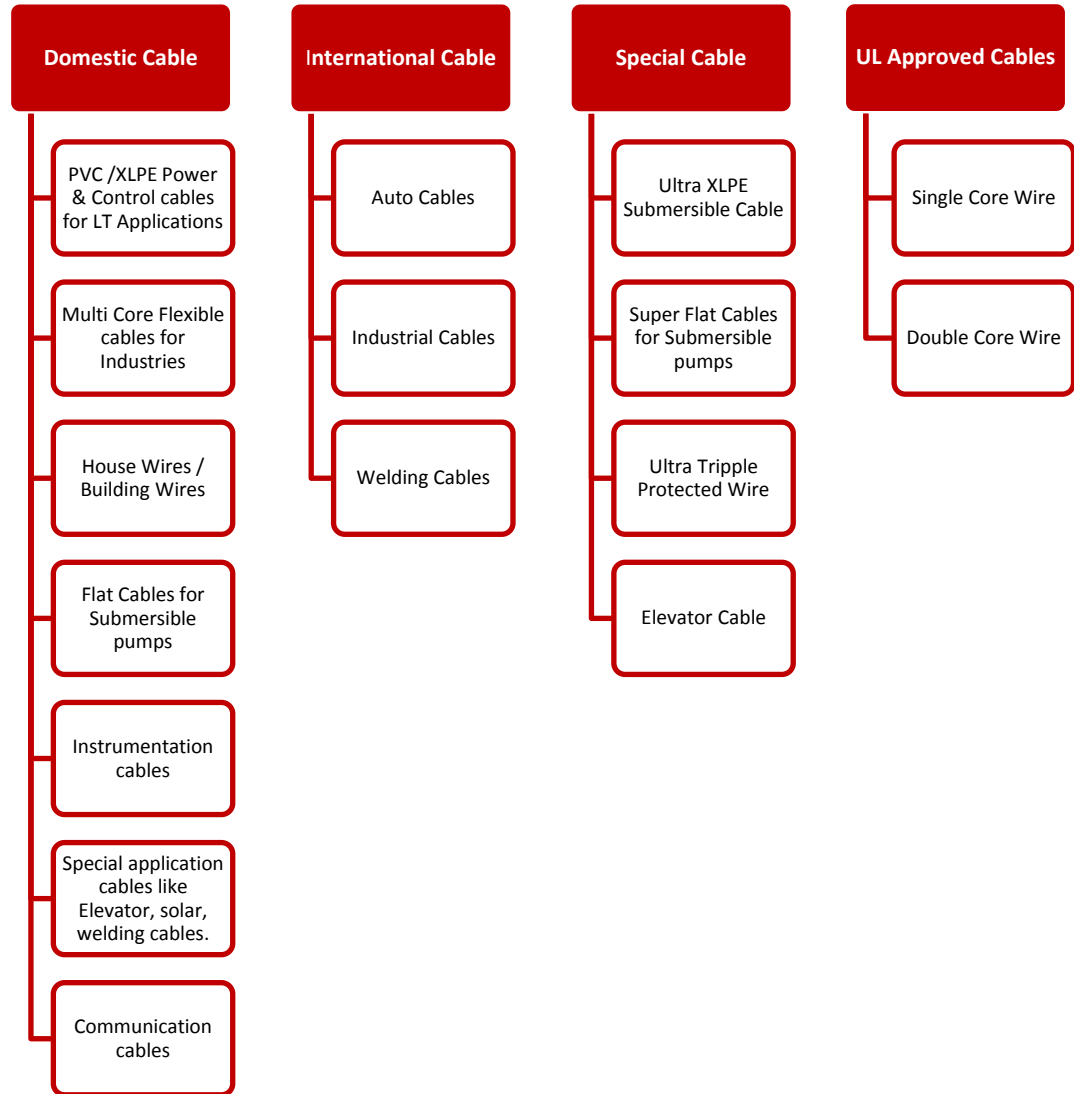 Domestic Cable
PVC /XLPE Power
& Control cables
for LT Applications
Multi Core Flexible
cables for
Industries
House Wires /
Building Wires
Flat Cables for
Submersible
pumps
Instrumentation
cables
Special application
cables like
Elevator, solar,
welding cables.
Communication
cables
International Cable
Auto Cables
Industrial Cables
Welding Cables
Special Cable
Ultra XLPE
Submersible Cable
Super Flat Cables
for Submersible
pumps
Ultra Tripple
Protected Wire
Elevator Cable
UL Approved Cables
Single Core Wire
Double Core Wire